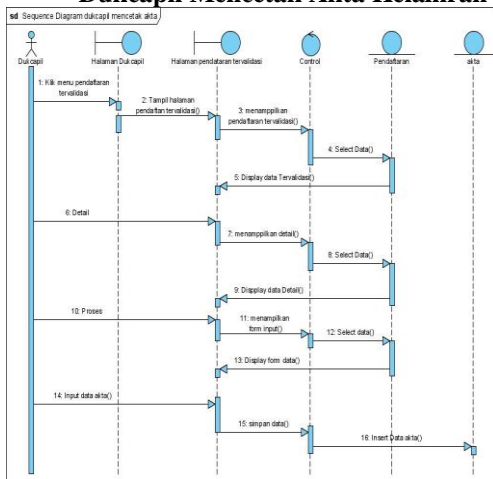 Dukcapil Mencetak Akta Kelahiran
sd Sequence Diagram dukcapil mencetak akta
Dukcapil
Halaman Dukcapil
Halaman pendataran tervalidasi
Control
Pendaftaran
akta
1: Klik menu pendaftaran
tervalidasi
2: Tampil halaman
pendaftan tervalidasi()
3: menamppilkan
pendaftaran tervalidasi()
4: Select Data()
5: Display data Tervalidasi()
6: Detail
7: menamppilkan detail()
8: Select Data()
9: Dispplay data Detail()
10: Proses
11: menampilkan
form input()
12: Select data()
13: Display form data()
14: Input data akta()
15: simpan data()
16: Insert Data akta()